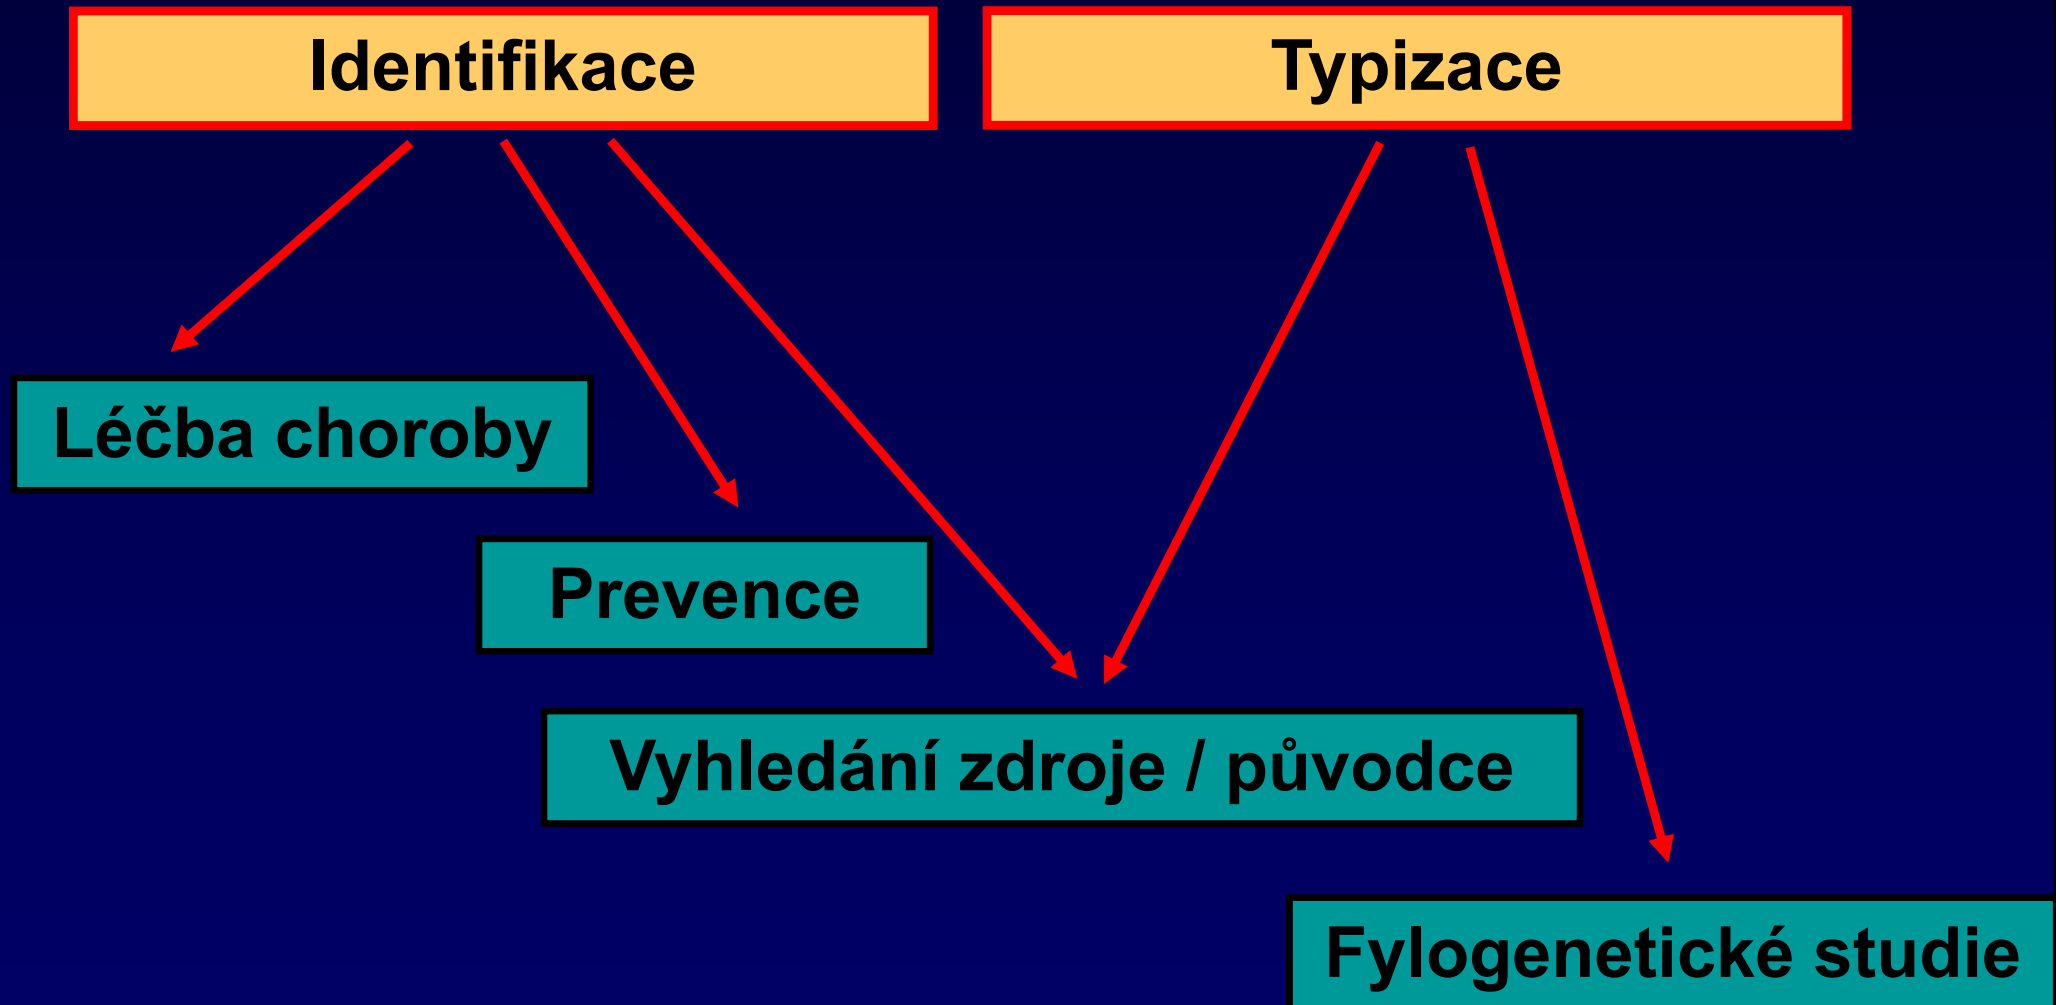 Identifikace
Typizace
Léčba choroby
Prevence
Vyhledání zdroje / původce
Fylogenetické studie